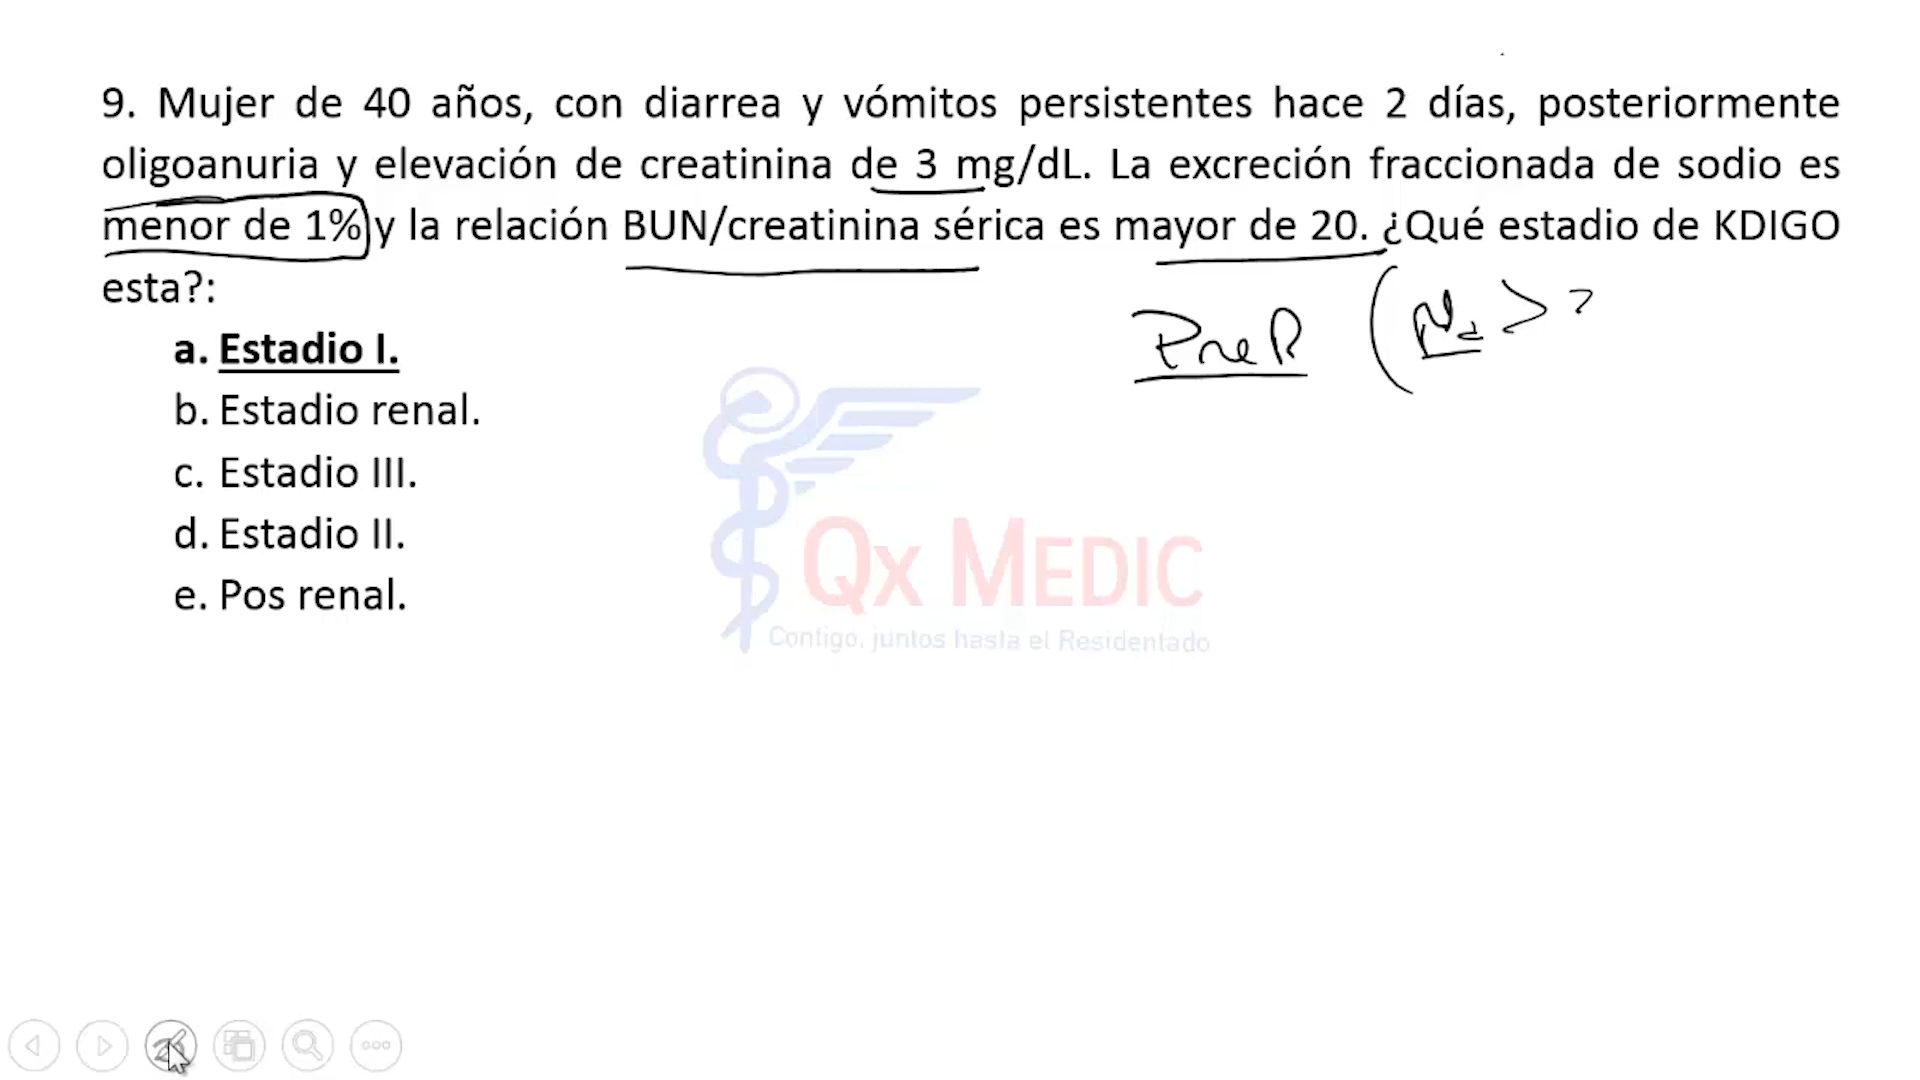 9. Mujer de 40 años, con diarrea y vómitos persistentes hace 2 días, posteriormente
oligoanuria y elevación de creatinina de 3 mg/dL. La excreción fraccionada de sodio es
menor de 1% y la relación BUN/creatinina sérica es mayor de 20. ¿Qué estadio de KDIGO
esta?:
PreR (Na >
a. Estadio I.
b. Estadio renal.
c. Estadio III.
d. Estadio II.
e. Pos renal.
Qx MEDIC
Contigo, juntos hasta el Residentado